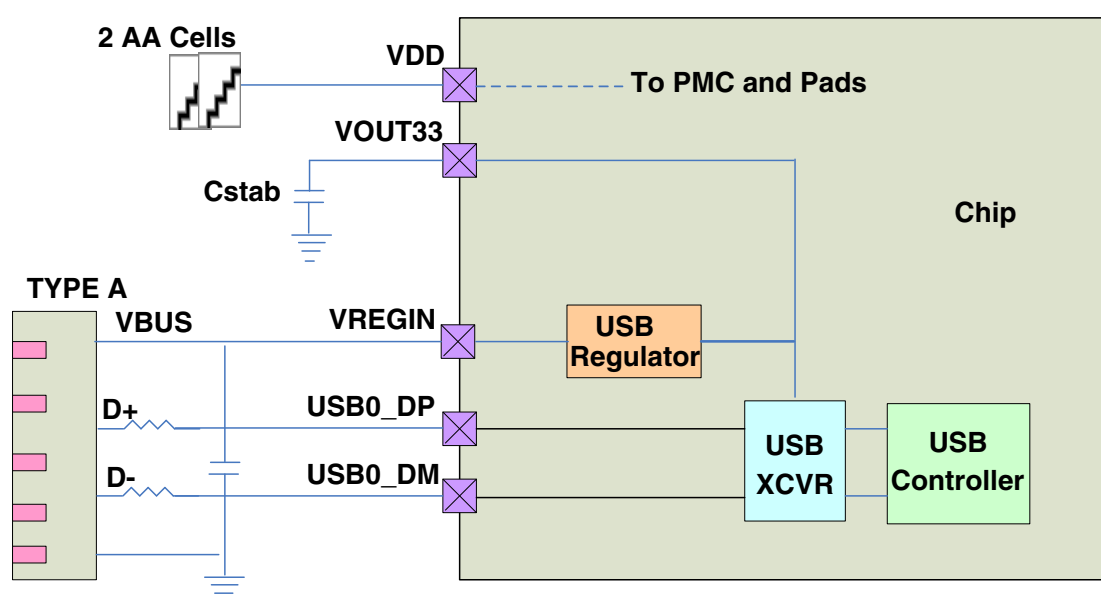 2 AA Cells
VDD
To PMC and Pads
VOUT33
Cstab
Chip
TYPE A
VBUS
VREGIN
USB
Regulator
D+
USB0_DP
D-
USB0_DM
USB
XCVR
USB
Controller